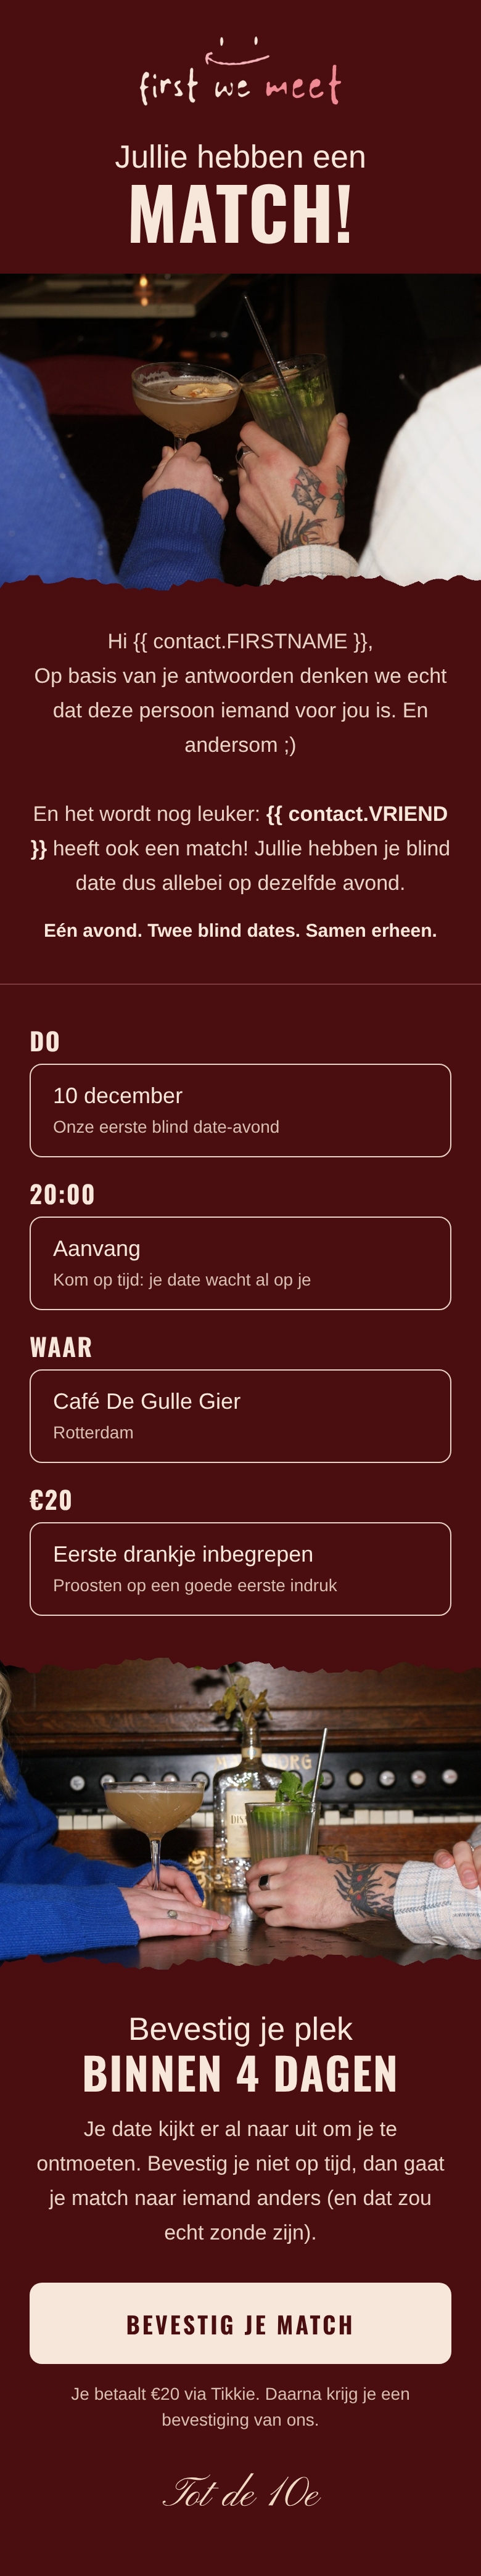 first we meet
Jullie hebben een
MATCH!
Hi {{ contact.FIRSTNAME }},
Op basis van je antwoorden denken we echt
dat deze persoon iemand voor jou is. En
andersom ;)
En het wordt nog leuker: {{ contact.VRIEND
}} heeft ook een match! Jullie hebben je blind
date dus allebei op dezelfde avond.
Eén avond. Twee blind dates. Samen erheen.
DO
10 december
Onze eerste blind date-avond
20:00
Aanvang
Kom op tijd: je date wacht al op je
WAAR
Café De Gulle Gier
Rotterdam
€20
Eerste drankje inbegrepen
Proosten op een goede eerste indruk
Bevestig je plek
BINNEN 4 DAGEN
Je date kijkt er al naar uit om je te
ontmoeten. Bevestig je niet op tijd, dan gaat
je match naar iemand anders (en dat zou
echt zonde zijn).
BEVESTIG JE MATCH
Je betaalt €20 via Tikkie. Daarna krijg je een
bevestiging van ons.
Tot de 10e